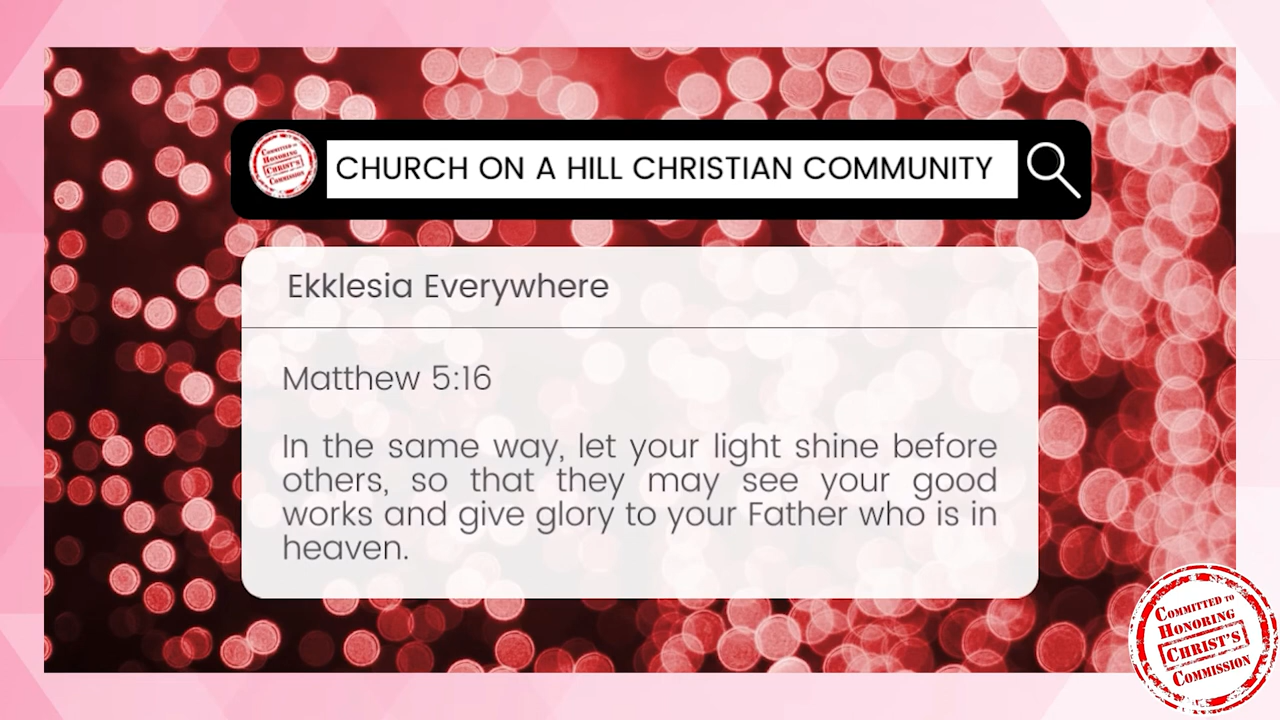 COMMITTED TO
HONORING
CHRIST'S
COMMISSION
CHURCH ON A HILL CHRISTIAN COMMUNITY
Ekklesia Everywhere
Matthew 5:16
In the same way, let your light shine before
others, so that they may see your good
works and give glory to your Father who is in
heaven.
COMMITTED TO
HONORING
CHRIST'S
COMMISSION